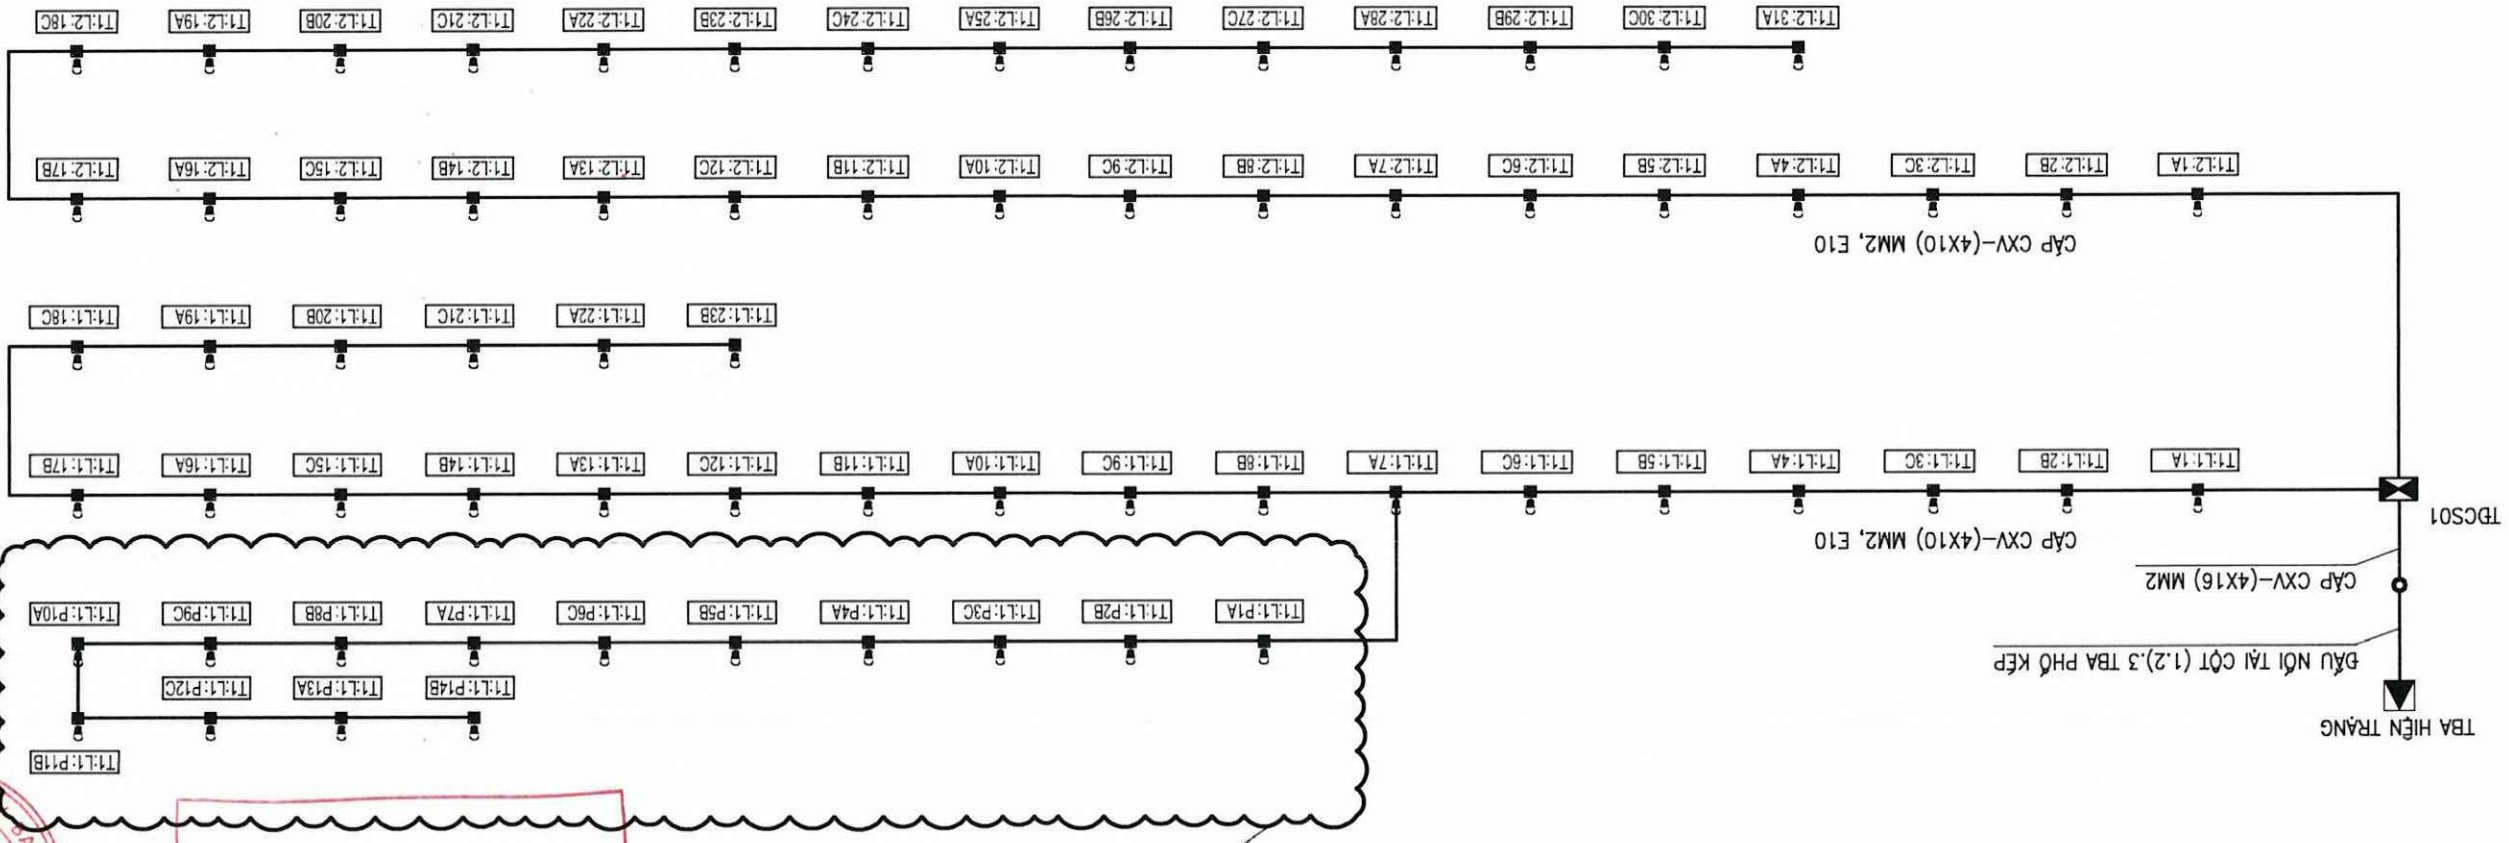 T1:L1:P11B
TBA HIỆN TRẠNG
T1:L1:P14B T1:L1:P13A T1:L1:P12C
ĐẤU NỐI TẠI CỘT (1.2).3 TBA PHỐ KÉP
T1:L1:P1A T1:L1:P2B T1:L1:P3C T1:L1:P4A T1:L1:P5B T1:L1:P6C T1:L1:P7A T1:L1:P8B T1:L1:P9C T1:L1:P10A
CÁP CXV-(4X16) MM2
CÁP CXV-(4X10) MM2, E10
TĐCS01
T1:L1:1A T1:L1:2B T1:L1:3C T1:L1:4A T1:L1:5B T1:L1:6C T1:L1:7A T1:L1:8B T1:L1:9C T1:L1:10A T1:L1:11B T1:L1:12C T1:L1:13A T1:L1:14B T1:L1:15C T1:L1:16A T1:L1:17B
T1:L1:23B T1:L1:22A T1:L1:21C T1:L1:20B T1:L1:19A T1:L1:18C
CÁP CXV-(4X10) MM2, E10
T1:L2:1A T1:L2:2B T1:L2:3C T1:L2:4A T1:L2:5B T1:L2:6C T1:L2:7A T1:L2:8B T1:L2:9C T1:L2:10A T1:L2:11B T1:L2:12C T1:L2:13A T1:L2:14B T1:L2:15C T1:L2:16A T1:L2:17B
T1:L2:31A T1:L2:30C T1:L2:29B T1:L2:28A T1:L2:27C T1:L2:26B T1:L2:25A T1:L2:24C T1:L2:23B T1:L2:22A T1:L2:21C T1:L2:20B T1:L2:19A T1:L2:18C